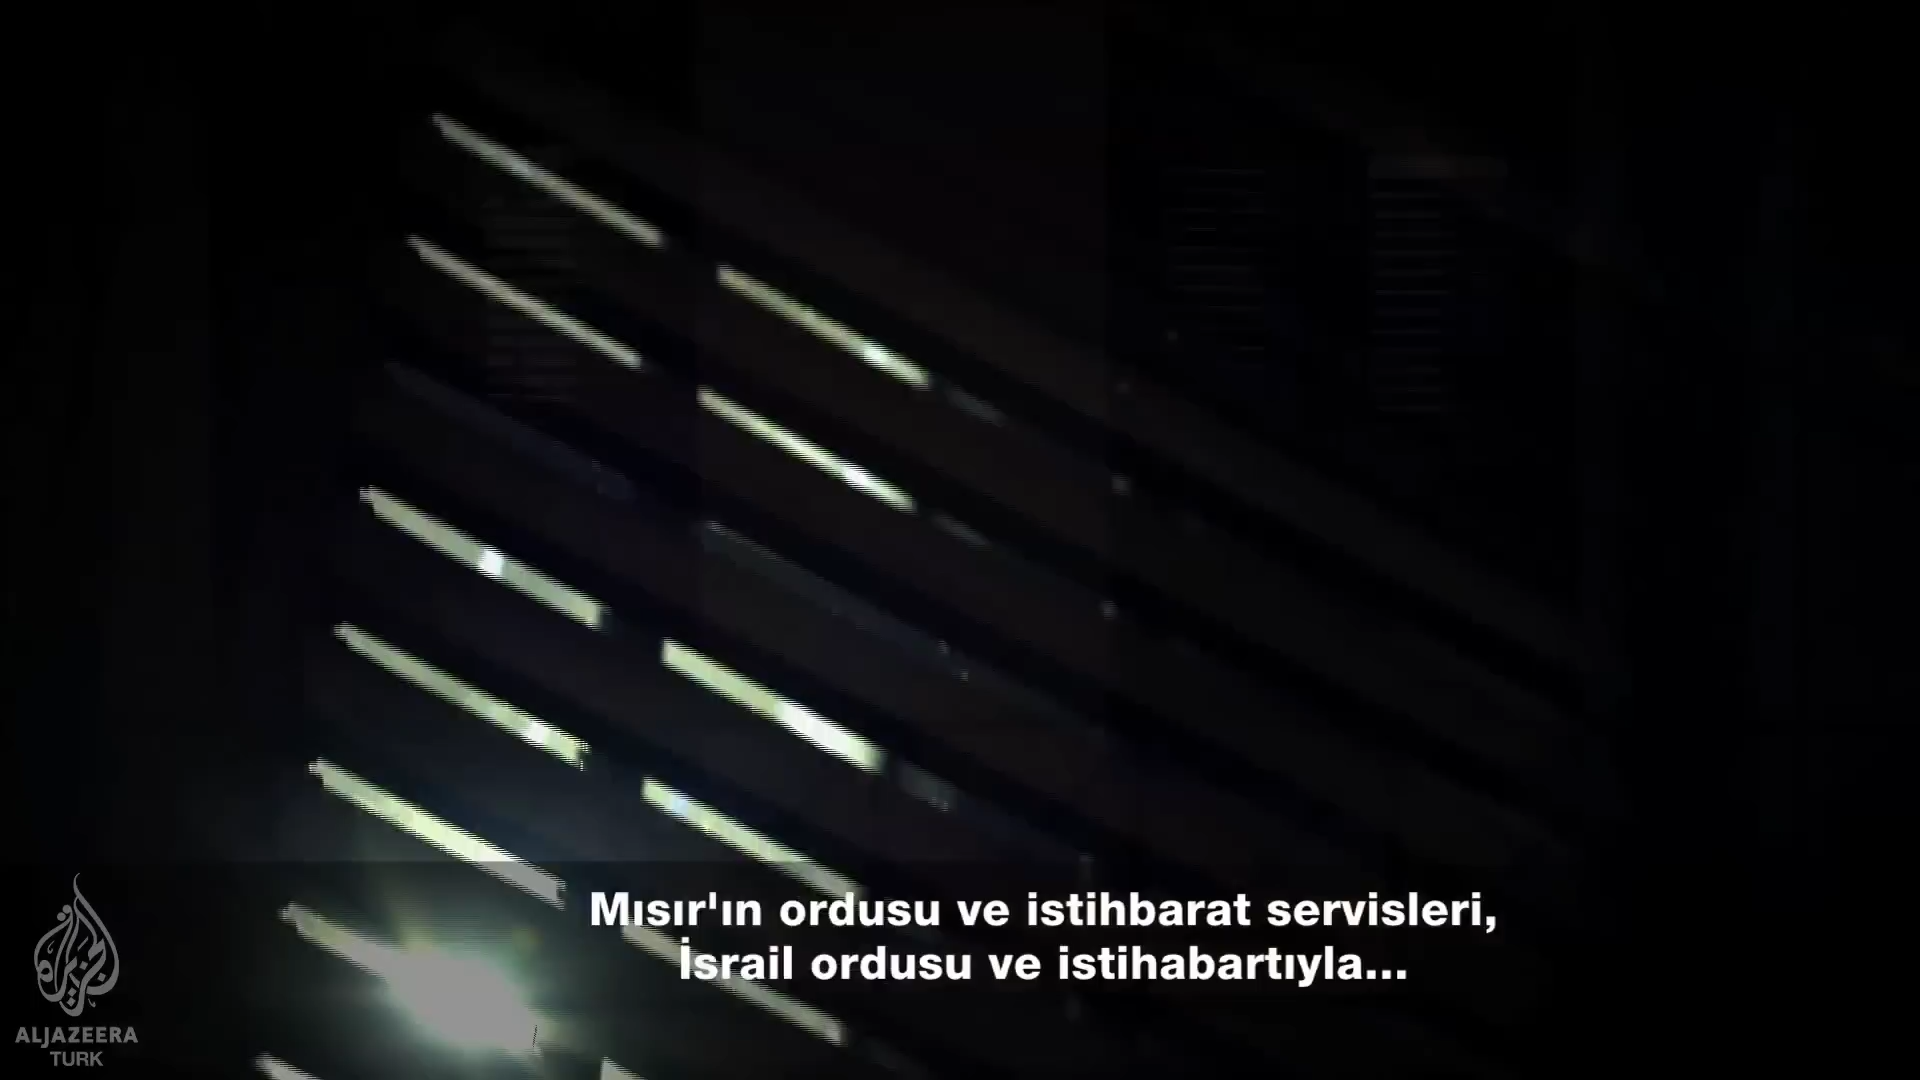 Mısır'ın ordusu ve istihbarat servisleri,
İsrail ordusu ve istihabartıyla...
ALJAZEERA
TURK